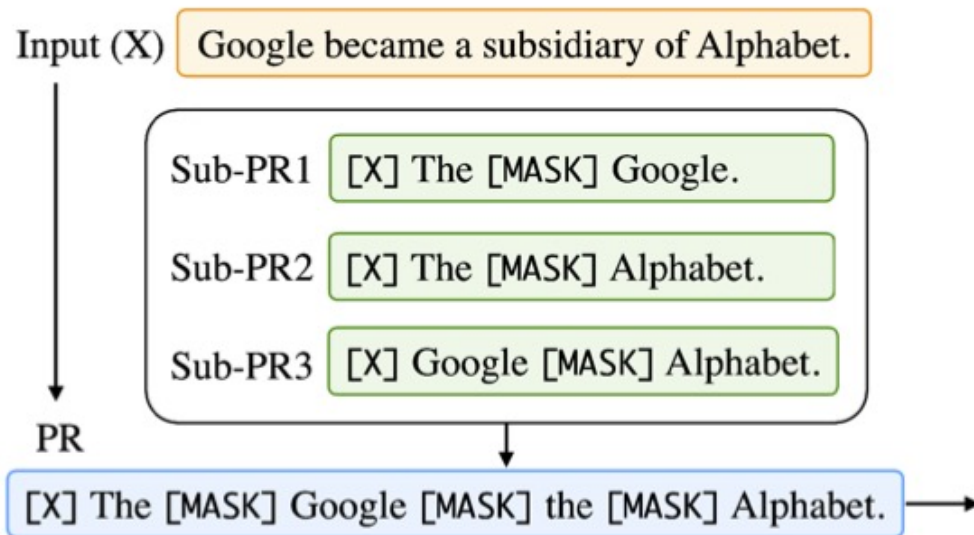 Input (X) Google became a subsidiary of Alphabet.
Sub-PR1 [X] The [MASK] Google.
Sub-PR2 [X] The [MASK] Alphabet.
Sub-PR3 [X] Google [MASK] Alphabet.
PR
[X] The [MASK] Google [MASK] the [MASK] Alphabet.